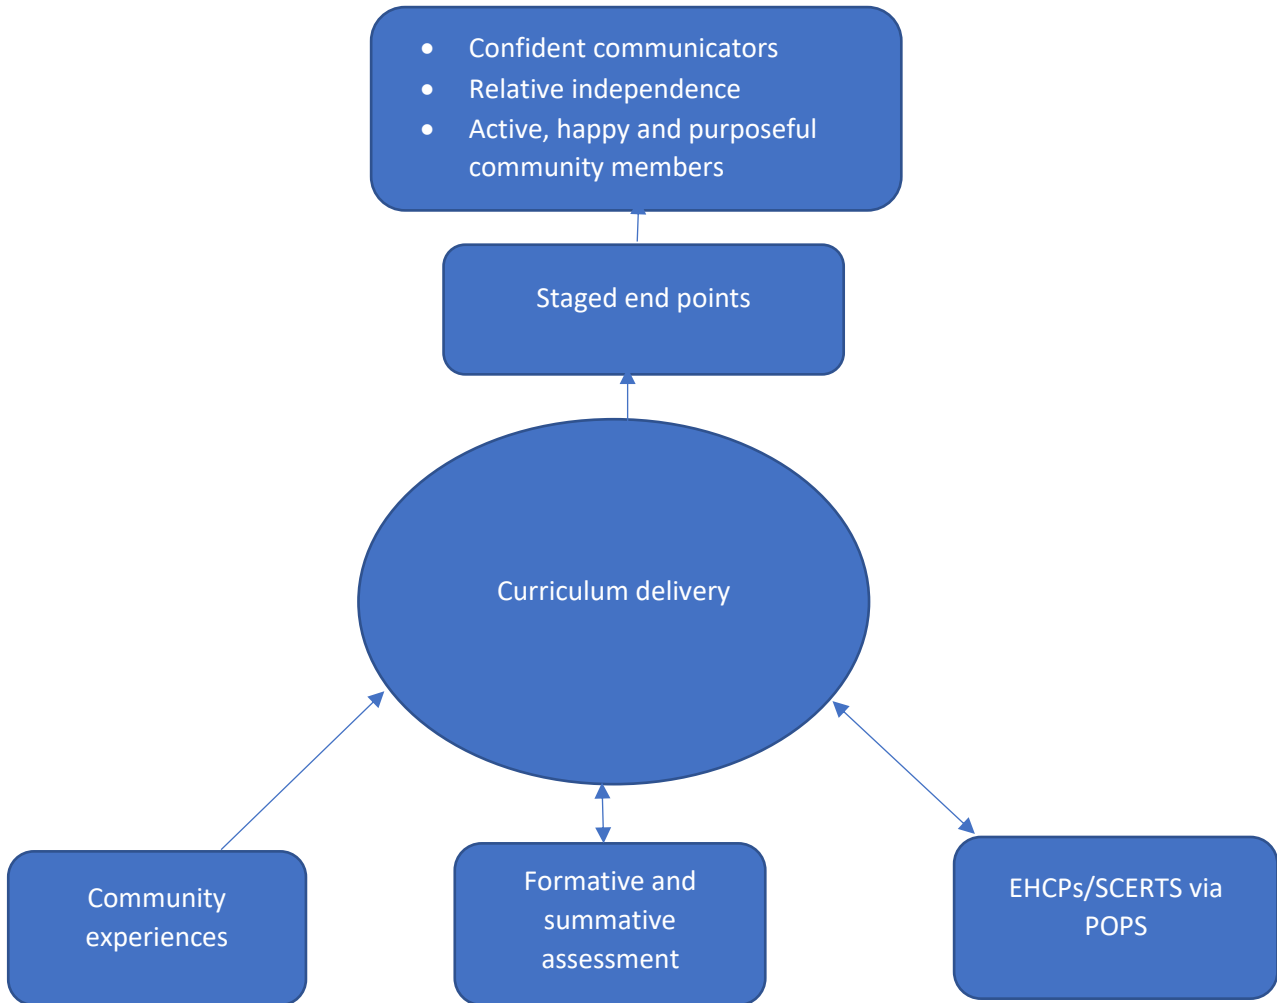 • Confident communicators
• Relative independence
• Active, happy and purposeful
community members
Staged end points
Curriculum delivery
Community
experiences
Formative and
summative
assessment
EHCPs/SCERTS via
POPS